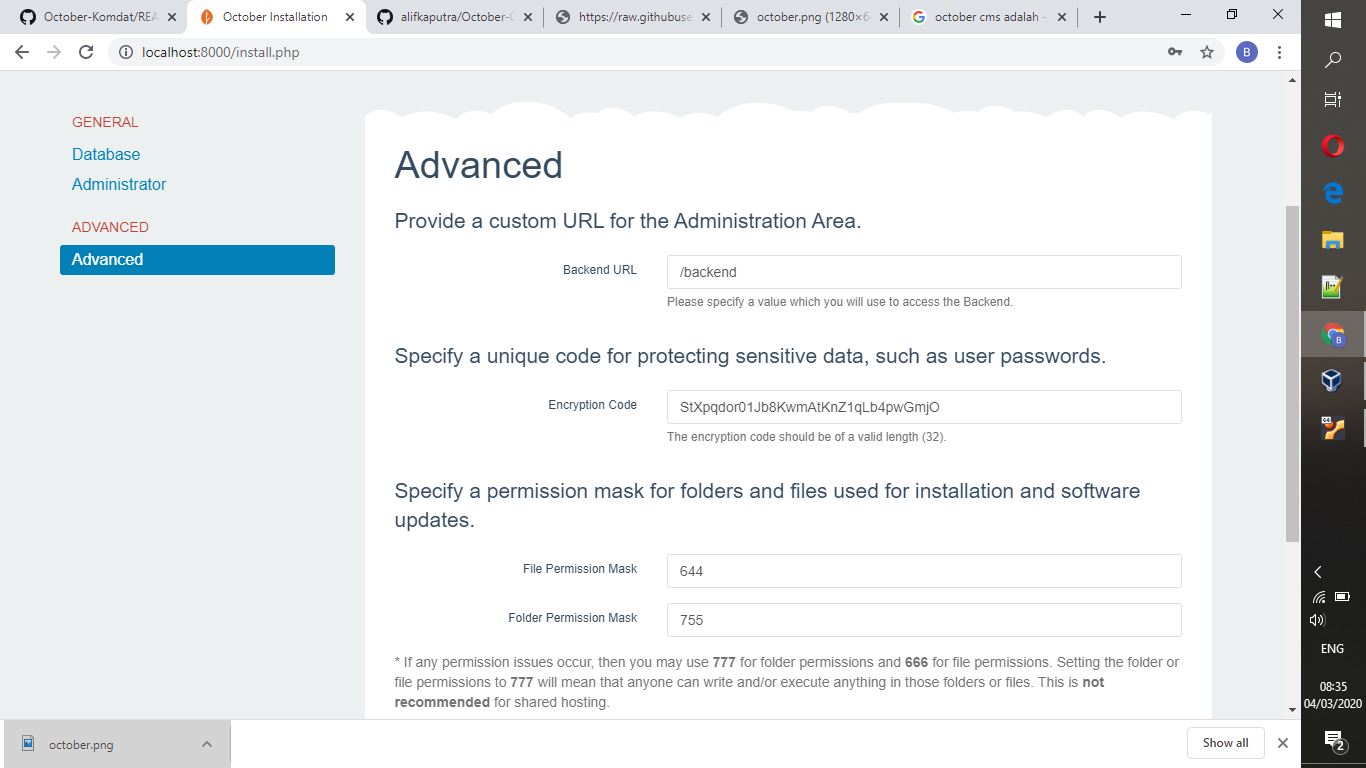 October-Komdat/REA
October Installation
alifkaputra/October-C
https://raw.githubuse
october.png (1280×6
october cms adalah -
localhost:8000/install.php
B
GENERAL
Database
Administrator
ADVANCED
Advanced
Advanced
Provide a custom URL for the Administration Area.
Backend URL
/backend
Please specify a value which you will use to access the Backend.
Specify a unique code for protecting sensitive data, such as user passwords.
Encryption Code
StXpqdor01Jb8KwmAtKnZ1qLb4pwGmjO
The encryption code should be of a valid length (32).
Specify a permission mask for folders and files used for installation and software
updates.
File Permission Mask
644
Folder Permission Mask
755
* If any permission issues occur, then you may use 777 for folder permissions and 666 for file permissions. Setting the folder or
file permissions to 777 will mean that anyone can write and/or execute anything in those folders or files. This is not
recommended for shared hosting.
october.png
Show all
B
64
ENG
08:35
04/03/2020
2